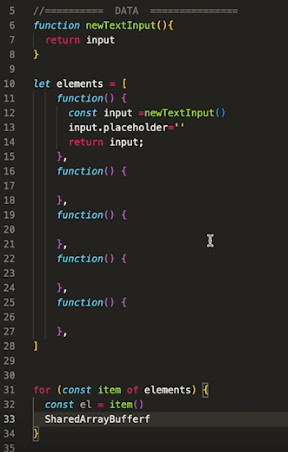 5 //========== DATA ===============
6 function newTextInput(){
7 return input
8 }
9
10 let elements = [
11 function() {
12 const input =newTextInput()
13 input.placeholder=''
14 return input;
15 },
16 function() {
17
18 },
19 function() {
20
21 },
22 function() {
23
24 },
25 function() {
26
27 },
28 ]
29
30
31 for (const item of elements) {
32 const el = item()
33 SharedArrayBufferf
34 }
35